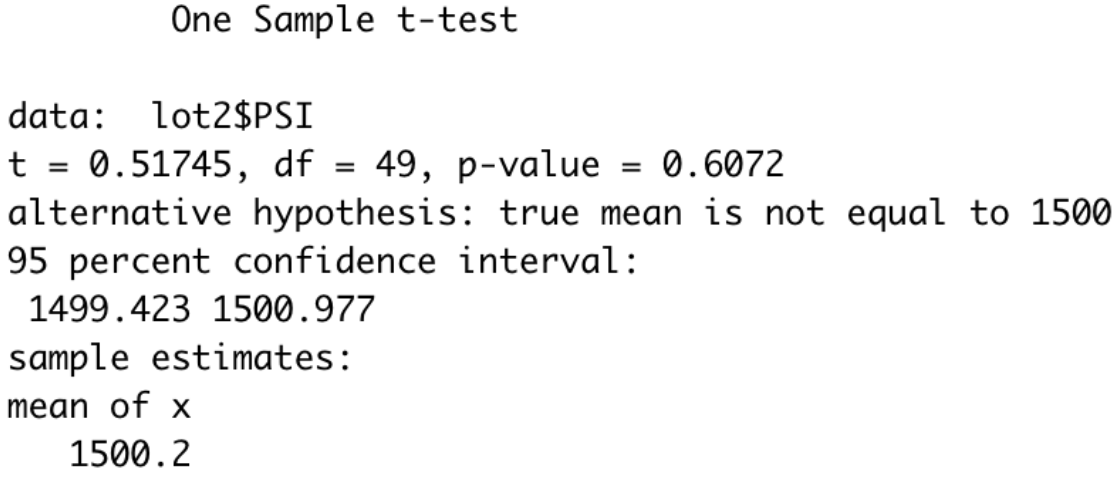 One Sample t-test
data: lot2$PSI
t = 0.51745, df = 49, p-value = 0.6072
alternative hypothesis: true mean is not equal to 1500
95 percent confidence interval:
1499.423 1500.977
sample estimates:
mean of x
1500.2